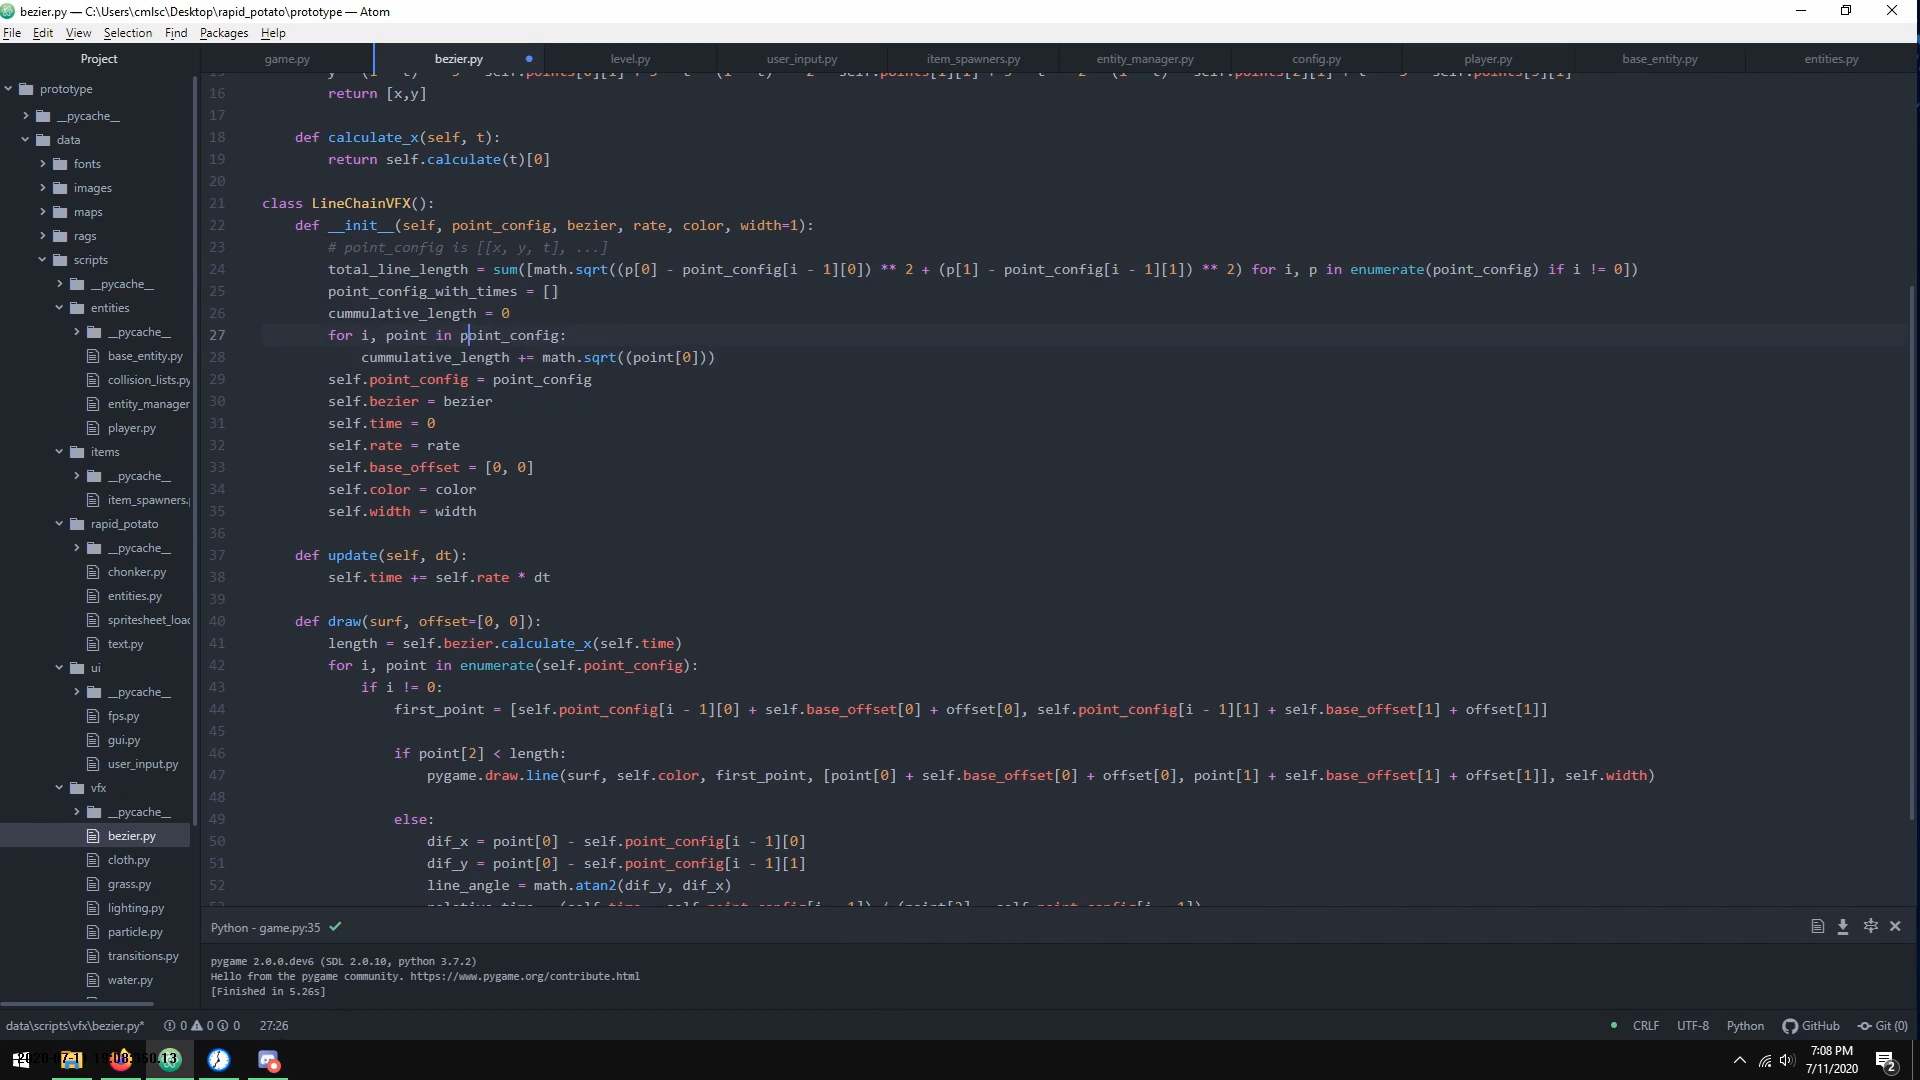 bezier.py — C:\Users\cmlsc\Desktop\rapid_potato\prototype — Atom
File Edit View Selection Find Packages Help
Project
game.py bezier.py level.py user_input.py item_spawners.py entity_manager.py config.py player.py base_entity.py entities.py
prototype
__pycache__
data
fonts
images
maps
rags
scripts
__pycache__
entities
__pycache__
base_entity.py
collision_lists.py
entity_manager
player.py
items
__pycache__
item_spawners.
rapid_potato
__pycache__
chonker.py
entities.py
spritesheet_load
text.py
ui
__pycache__
fps.py
gui.py
user_input.py
vfx
__pycache__
bezier.py
cloth.py
grass.py
lighting.py
particle.py
transitions.py
water.py
16 return [x,y]
17
18 def calculate_x(self, t):
19 return self.calculate(t)[0]
20
21 class LineChainVFX():
22 def __init__(self, point_config, bezier, rate, color, width=1):
23 # point_config is [[x, y, t], ...]
24 total_line_length = sum([math.sqrt((p[0] - point_config[i - 1][0]) ** 2 + (p[1] - point_config[i - 1][1]) ** 2) for i, p in enumerate(point_config) if i != 0])
25 point_config_with_times = []
26 cummulative_length = 0
27 for i, point in point_config:
28 cummulative_length += math.sqrt((point[0]))
29 self.point_config = point_config
30 self.bezier = bezier
31 self.time = 0
32 self.rate = rate
33 self.base_offset = [0, 0]
34 self.color = color
35 self.width = width
36
37 def update(self, dt):
38 self.time += self.rate * dt
39
40 def draw(surf, offset=[0, 0]):
41 length = self.bezier.calculate_x(self.time)
42 for i, point in enumerate(self.point_config):
43 if i != 0:
44 first_point = [self.point_config[i - 1][0] + self.base_offset[0] + offset[0], self.point_config[i - 1][1] + self.base_offset[1] + offset[1]]
45
46 if point[2] < length:
47 pygame.draw.line(surf, self.color, first_point, [point[0] + self.base_offset[0] + offset[0], point[1] + self.base_offset[1] + offset[1]], self.width)
48
49 else:
50 dif_x = point[0] - self.point_config[i - 1][0]
51 dif_y = point[0] - self.point_config[i - 1][1]
52 line_angle = math.atan2(dif_y, dif_x)
Python - game.py:35
pygame 2.0.0.dev6 (SDL 2.0.10, python 3.7.2)
Hello from the pygame community. https://www.pygame.org/contribute.html
[Finished in 5.26s]
data\scripts\vfx\bezier.py* 0 0 0 27:26 CRLF UTF-8 Python GitHub Git (0)
7:08 PM
7/11/2020
2